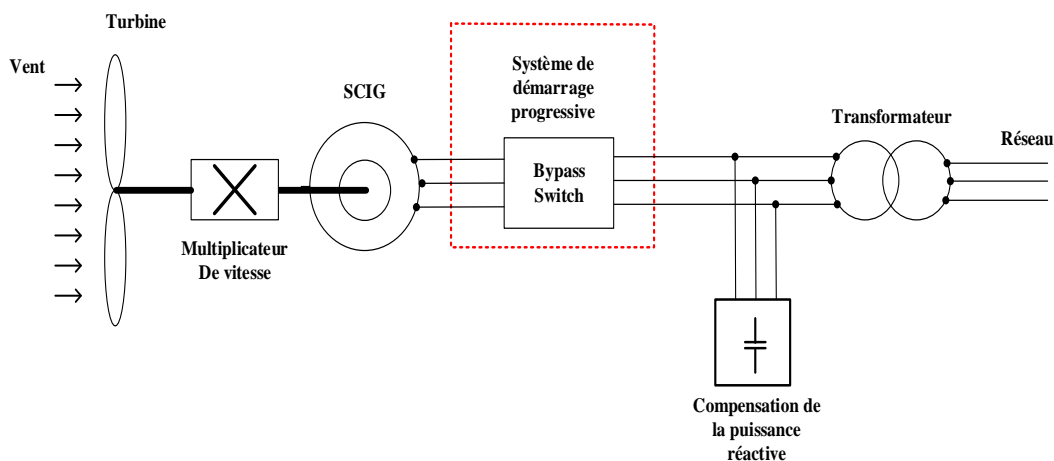 Turbine
Vent
Système de
démarrage
progressive
SCIG
Transformateur
Réseau
Bypass
Switch
Multiplicateur
De vitesse
Compensation de
la puissance
réactive